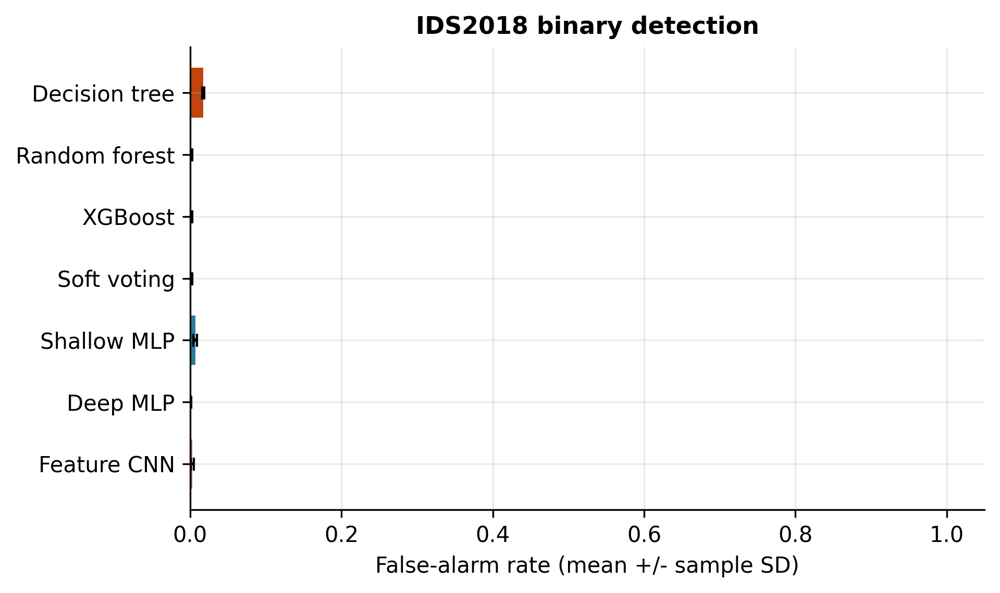 IDS2018 binary detection
Decision tree
Random forest
XGBoost
Soft voting
Shallow MLP
Deep MLP
Feature CNN
0.0 0.2 0.4 0.6 0.8 1.0
False-alarm rate (mean +/- sample SD)